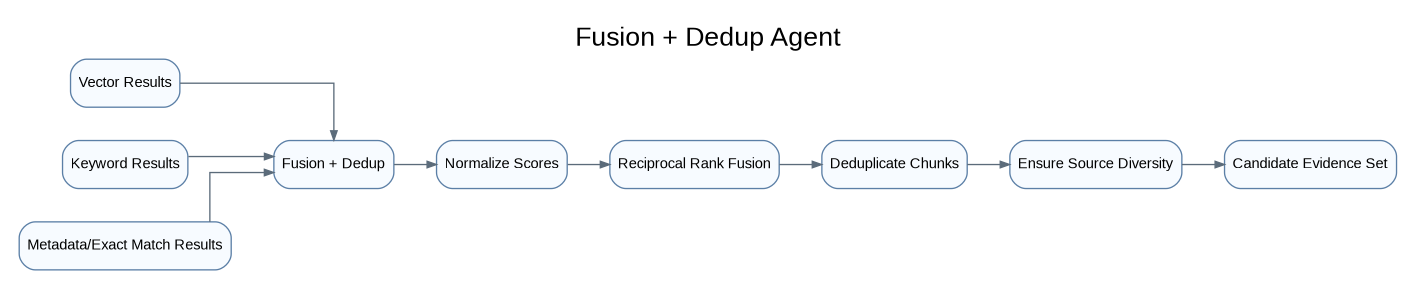 Fusion + Dedup Agent
Vector Results
Keyword Results
Fusion + Dedup
Normalize Scores
Reciprocal Rank Fusion
Deduplicate Chunks
Ensure Source Diversity
Candidate Evidence Set
Metadata/Exact Match Results